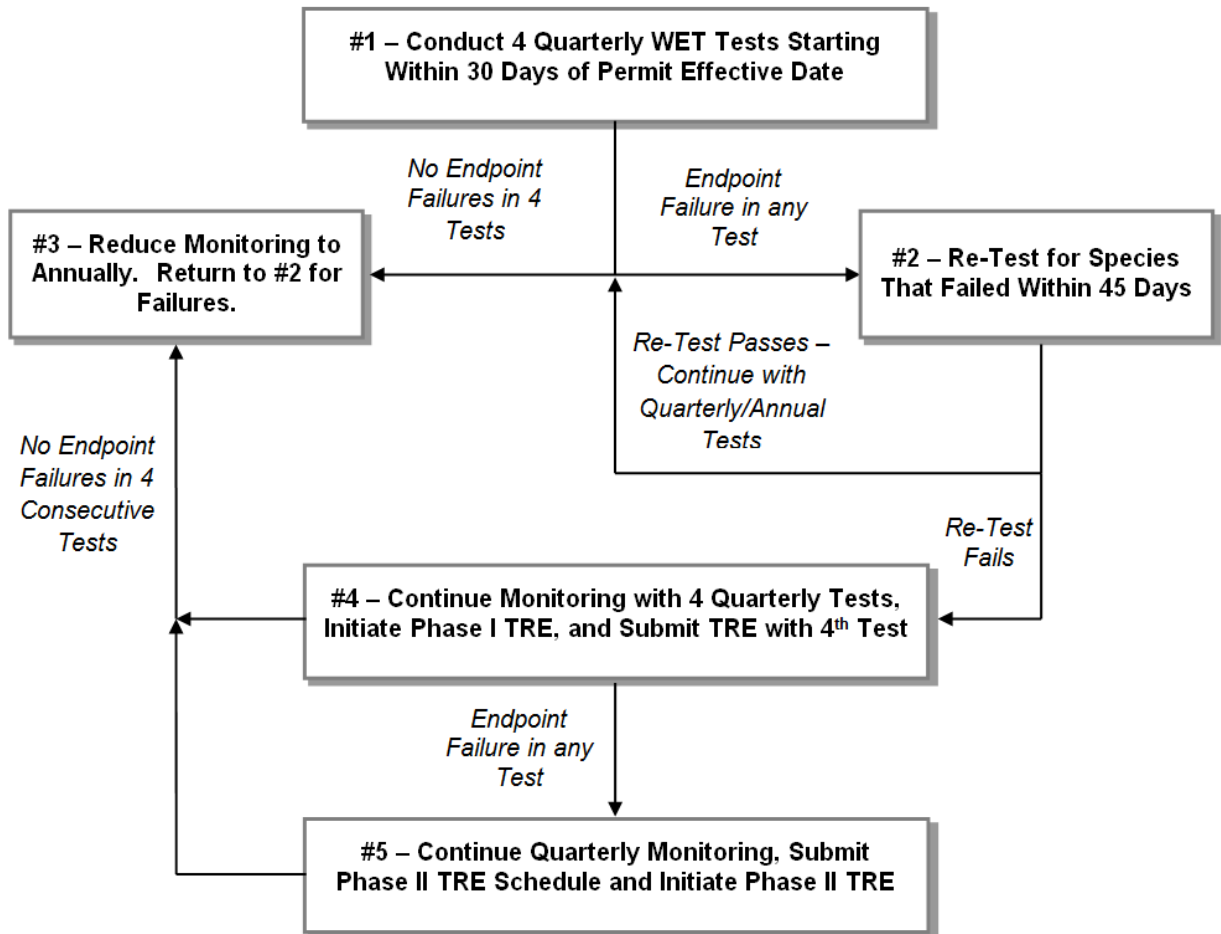 #1 – Conduct 4 Quarterly WET Tests Starting
Within 30 Days of Permit Effective Date
No Endpoint
Failures in 4
Tests
Endpoint
Failure in any
Test
#3 – Reduce Monitoring to
Annually. Return to #2 for
Failures.
#2 – Re-Test for Species
That Failed Within 45 Days
Re-Test Passes –
Continue with
Quarterly/Annual
Tests
No Endpoint
Failures in 4
Consecutive
Tests
Re-Test
Fails
#4 – Continue Monitoring with 4 Quarterly Tests,
Initiate Phase I TRE, and Submit TRE with 4th Test
Endpoint
Failure in any
Test
#5 – Continue Quarterly Monitoring, Submit
Phase II TRE Schedule and Initiate Phase II TRE